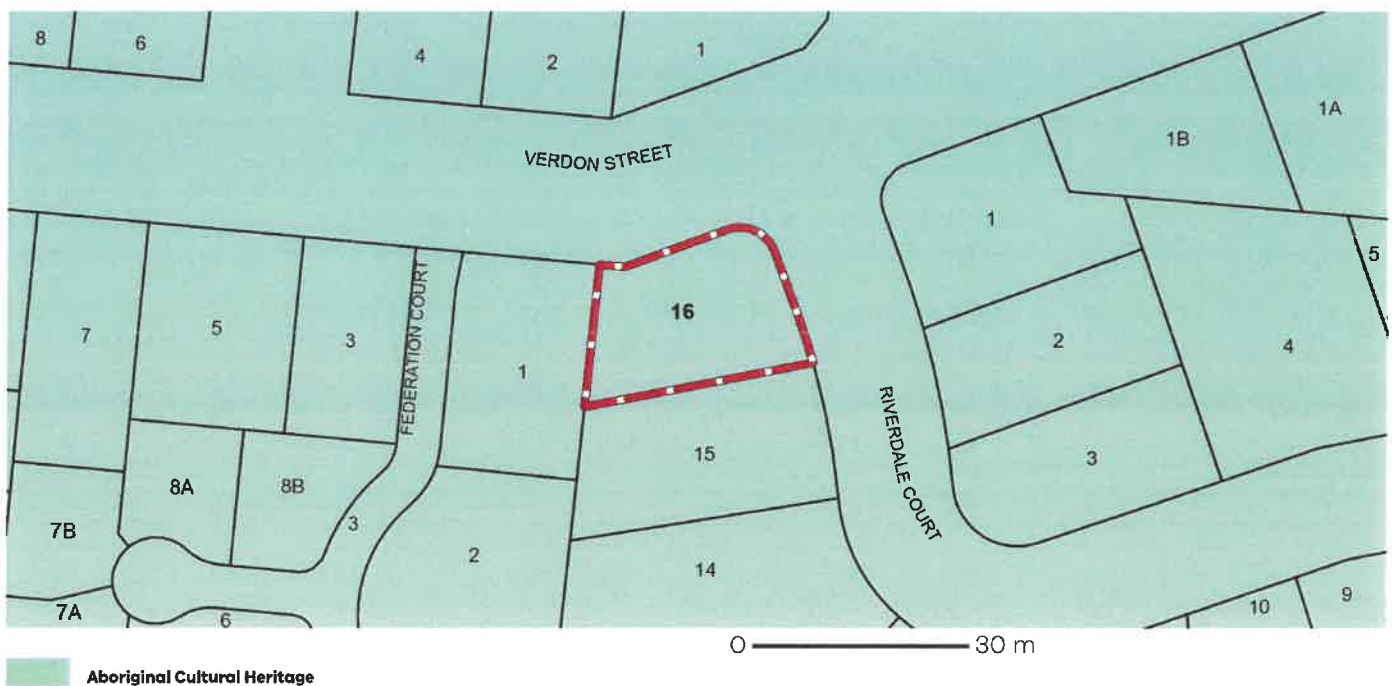 8
6
4
2
1
VERDON STREET
1B
1A
1
5
7
5
3
FEDERATION COURT
1
16
2
4
15
RIVERDALE COURT
3
8A
8B
3
7B
2
14
7A
6
10
9
0 30 m
Aboriginal Cultural Heritage